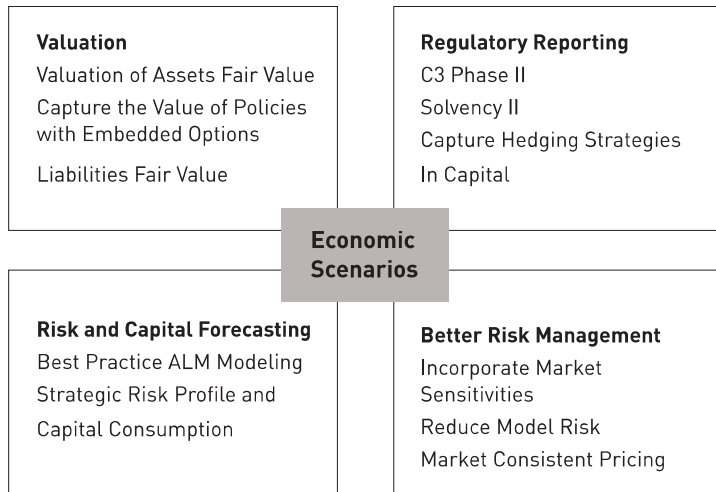 Valuation
Valuation of Assets Fair Value
Capture the Value of Policies
with Embedded Options
Liabilities Fair Value
Regulatory Reporting
C3 Phase II
Solvency II
Capture Hedging Strategies
In Capital
Economic
Scenarios
Risk and Capital Forecasting
Best Practice ALM Modeling
Strategic Risk Profile and
Capital Consumption
Better Risk Management
Incorporate Market
Sensitivities
Reduce Model Risk
Market Consistent Pricing